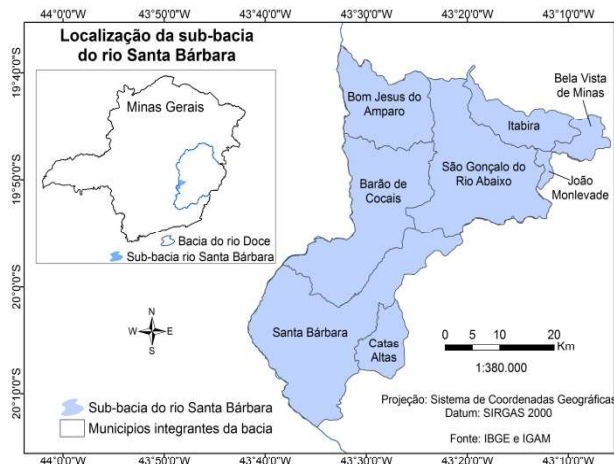 44°00'0"W 43°50'0"W 43°40'0"W 43°30'0"W 43°20'0"W 43°10'0"W
Localização da sub-bacia
do rio Santa Bárbara
Minas Gerais
Bacia do rio Doce
Sub-bacia rio Santa Bárbara
19°40'0"S
19°50'0"S
20°00'0"S
20°10'0"S
Bela Vista
de Minas
Bom Jesus do
Amparo
Itabira
São Gonçalo do
Rio Abaixo
João
Monlevade
Barão de
Cocais
Santa Bárbara
Catas
Altas
N
W E
S
0 5 10 20
Km
1:380.000
Sub-bacia do rio Santa Bárbara
Municipios integrantes da bacia
Projeção: Sistema de Coordenadas Geográficas
Datum: SIRGAS 2000
Fonte: IBGE e IGAM
44°00'0"W 43°50'0"W 43°40'0"W 43°30'0"W 43°20'0"W 43°10'0"W